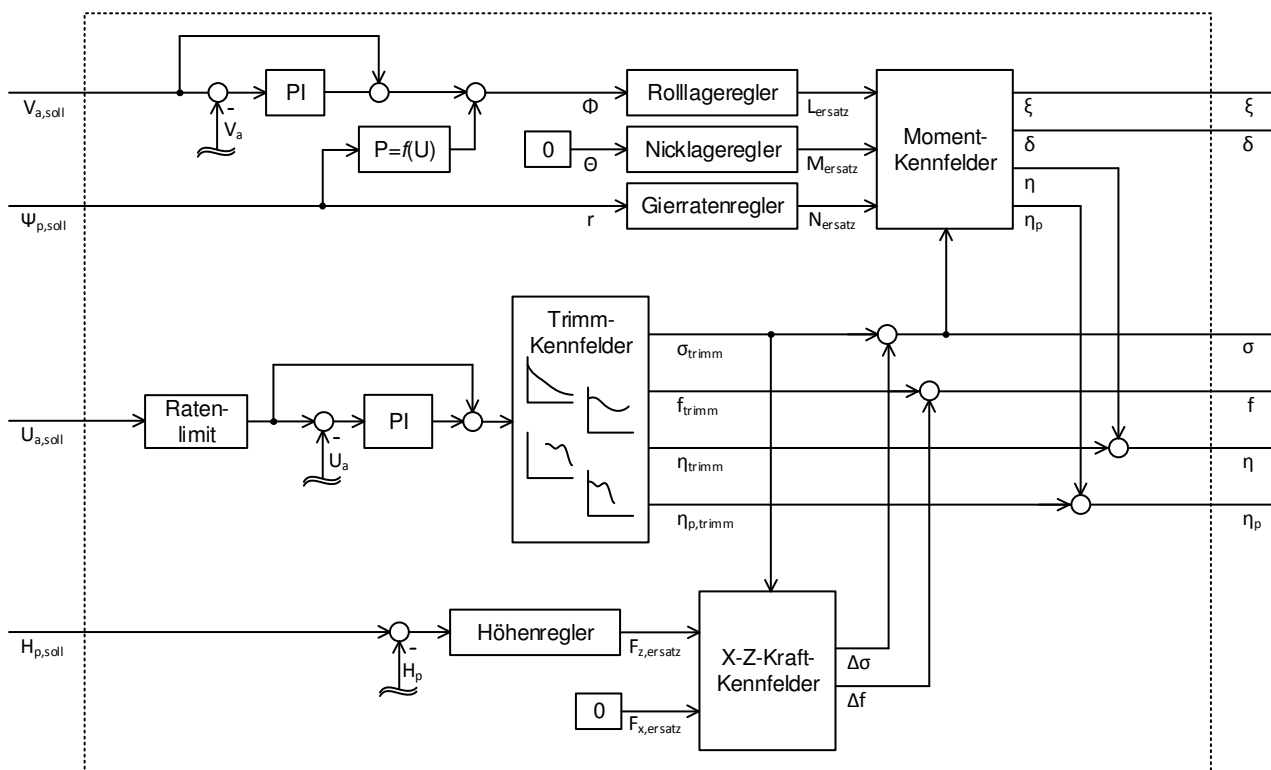 V_a,soll
V_a
PI
P=f(U)
Φ
Rolllageregler
L_ersatz
0
Θ
Nicklageregler
M_ersatz
Ψ_p,soll
r
Gierratenregler
N_ersatz
Moment-
Kennfelder
ξ
δ
η
η_p
ξ
δ
U_a,soll
Raten-
limit
U_a
PI
Trimm-
Kennfelder
σ_trimm
f_trimm
η_trimm
η_p,trimm
σ
f
η
η_p
H_p,soll
H_p
Höhenregler
F_z,ersatz
0
F_x,ersatz
X-Z-Kraft-
Kennfelder
Δσ
Δf